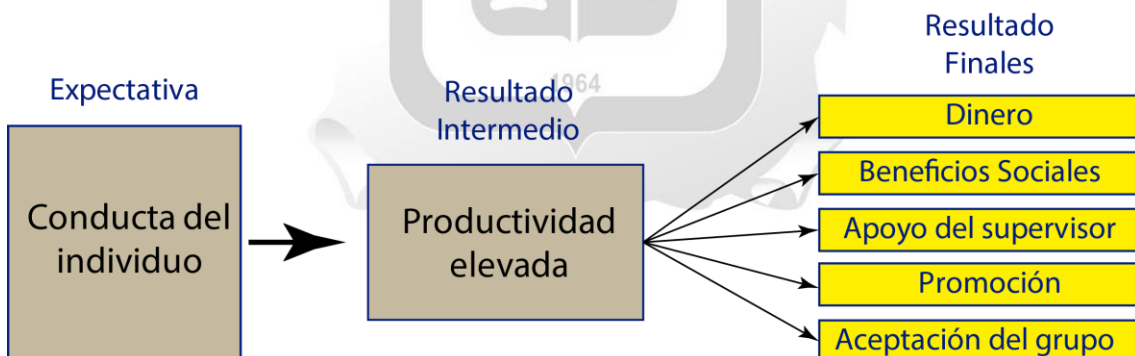 Expectativa
Conducta del
individuo
Resultado
Intermedio
Productividad
elevada
1964
Resultado
Finales
Dinero
Beneficios Sociales
Apoyo del supervisor
Promoción
Aceptación del grupo